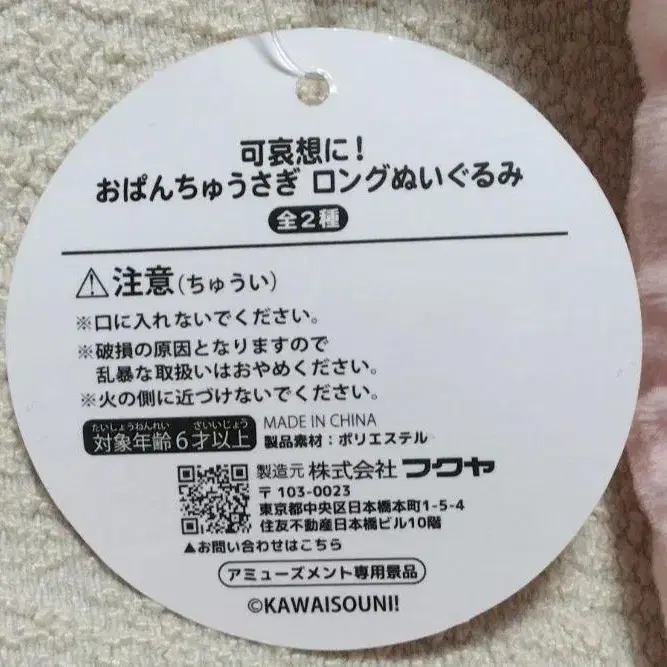 可哀想に!
おぱんちゅうさぎ ロングぬいぐるみ
全2種
⚠注意(ちゅうい)
※口に入れないでください。
※破損の原因となりますので
乱暴な取扱いはおやめください。
※火の側に近づけないでください。
たいしょうねんれい さいいじょう
対象年齢6才以上
MADE IN CHINA
製品素材:ポリエステル
製造元 株式会社 フクヤ
〒103-0023
東京都中央区日本橋本町1-5-4
住友不動産日本橋ビル10階
▲お問い合わせはこちら
アミューズメント専用景品
©KAWAISOUNI!